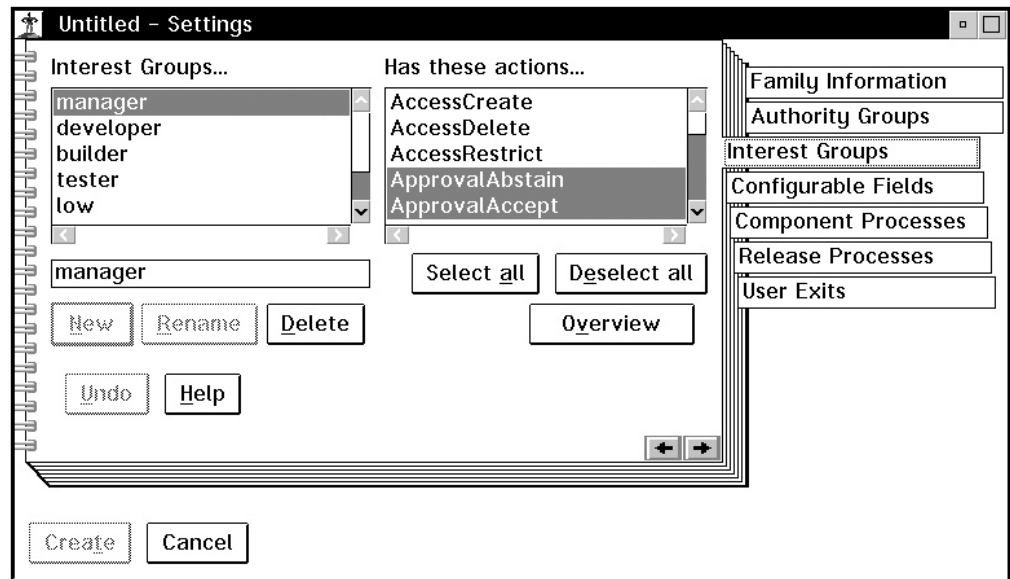 Untitled – Settings
Interest Groups...
manager
developer
builder
tester
low
manager
New Rename Delete
Undo Help
Has these actions...
AccessCreate
AccessDelete
AccessRestrict
ApprovalAbstain
ApprovalAccept
Select all Deselect all
Overview
Family Information
Authority Groups
Interest Groups
Configurable Fields
Component Processes
Release Processes
User Exits
Create Cancel